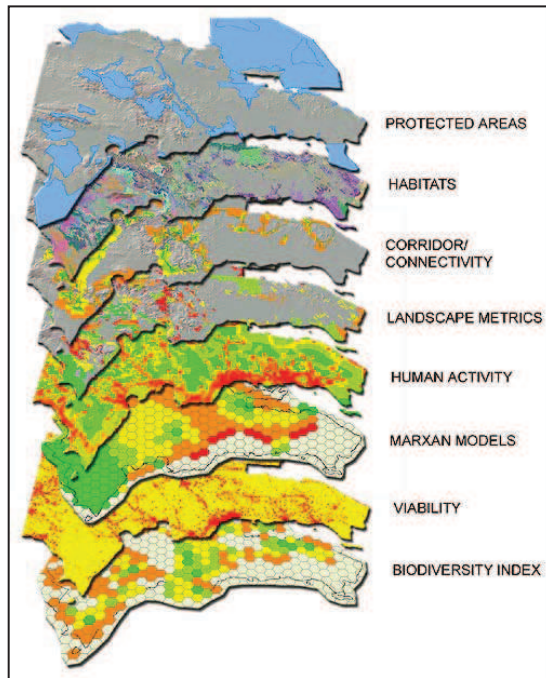 PROTECTED AREAS
HABITATS
CORRIDOR/
CONNECTIVITY
LANDSCAPE METRICS
HUMAN ACTIVITY
MARXAN MODELS
VIABILITY
BIODIVERSITY INDEX